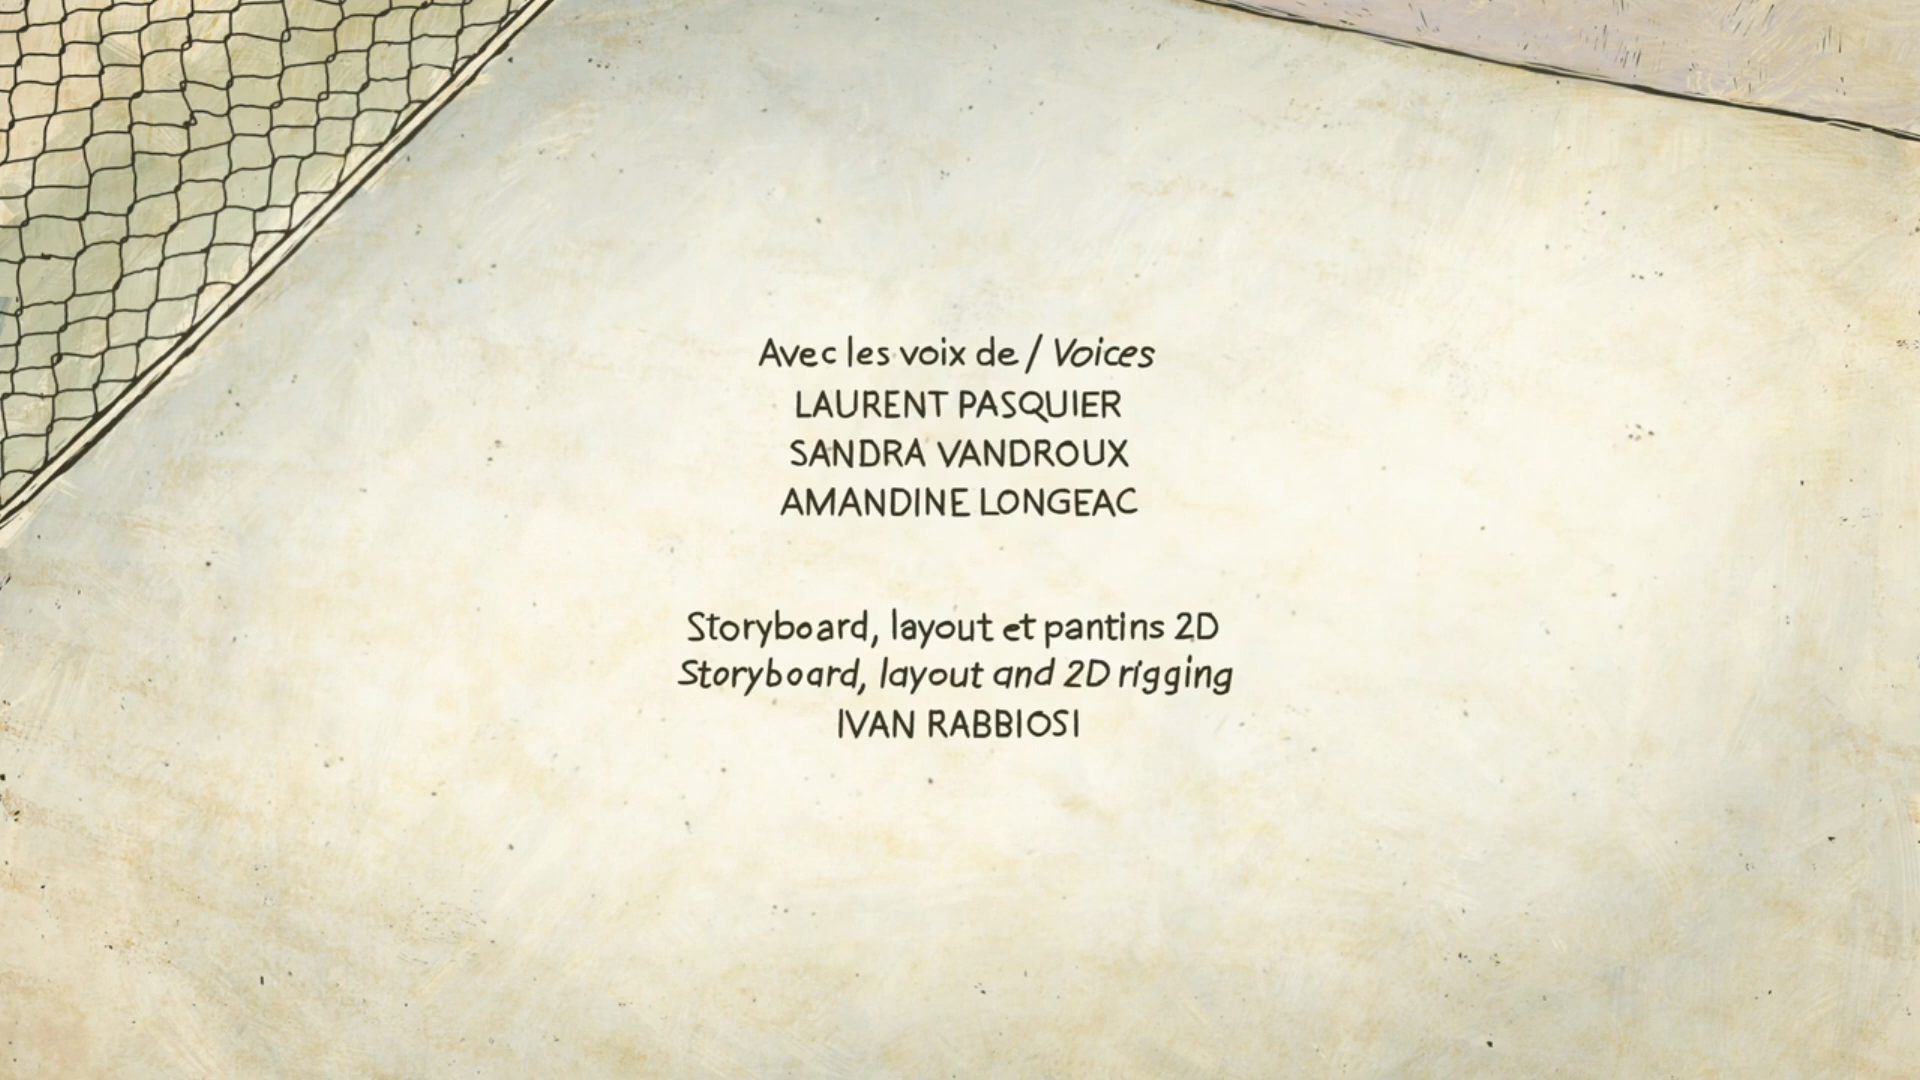 Avec les voix de / Voices
LAURENT PASQUIER
SANDRA VANDROUX
AMANDINE LONGEAC
Storyboard, layout et pantins 2D
Storyboard, layout and 2D rigging
IVAN RABBIOSI